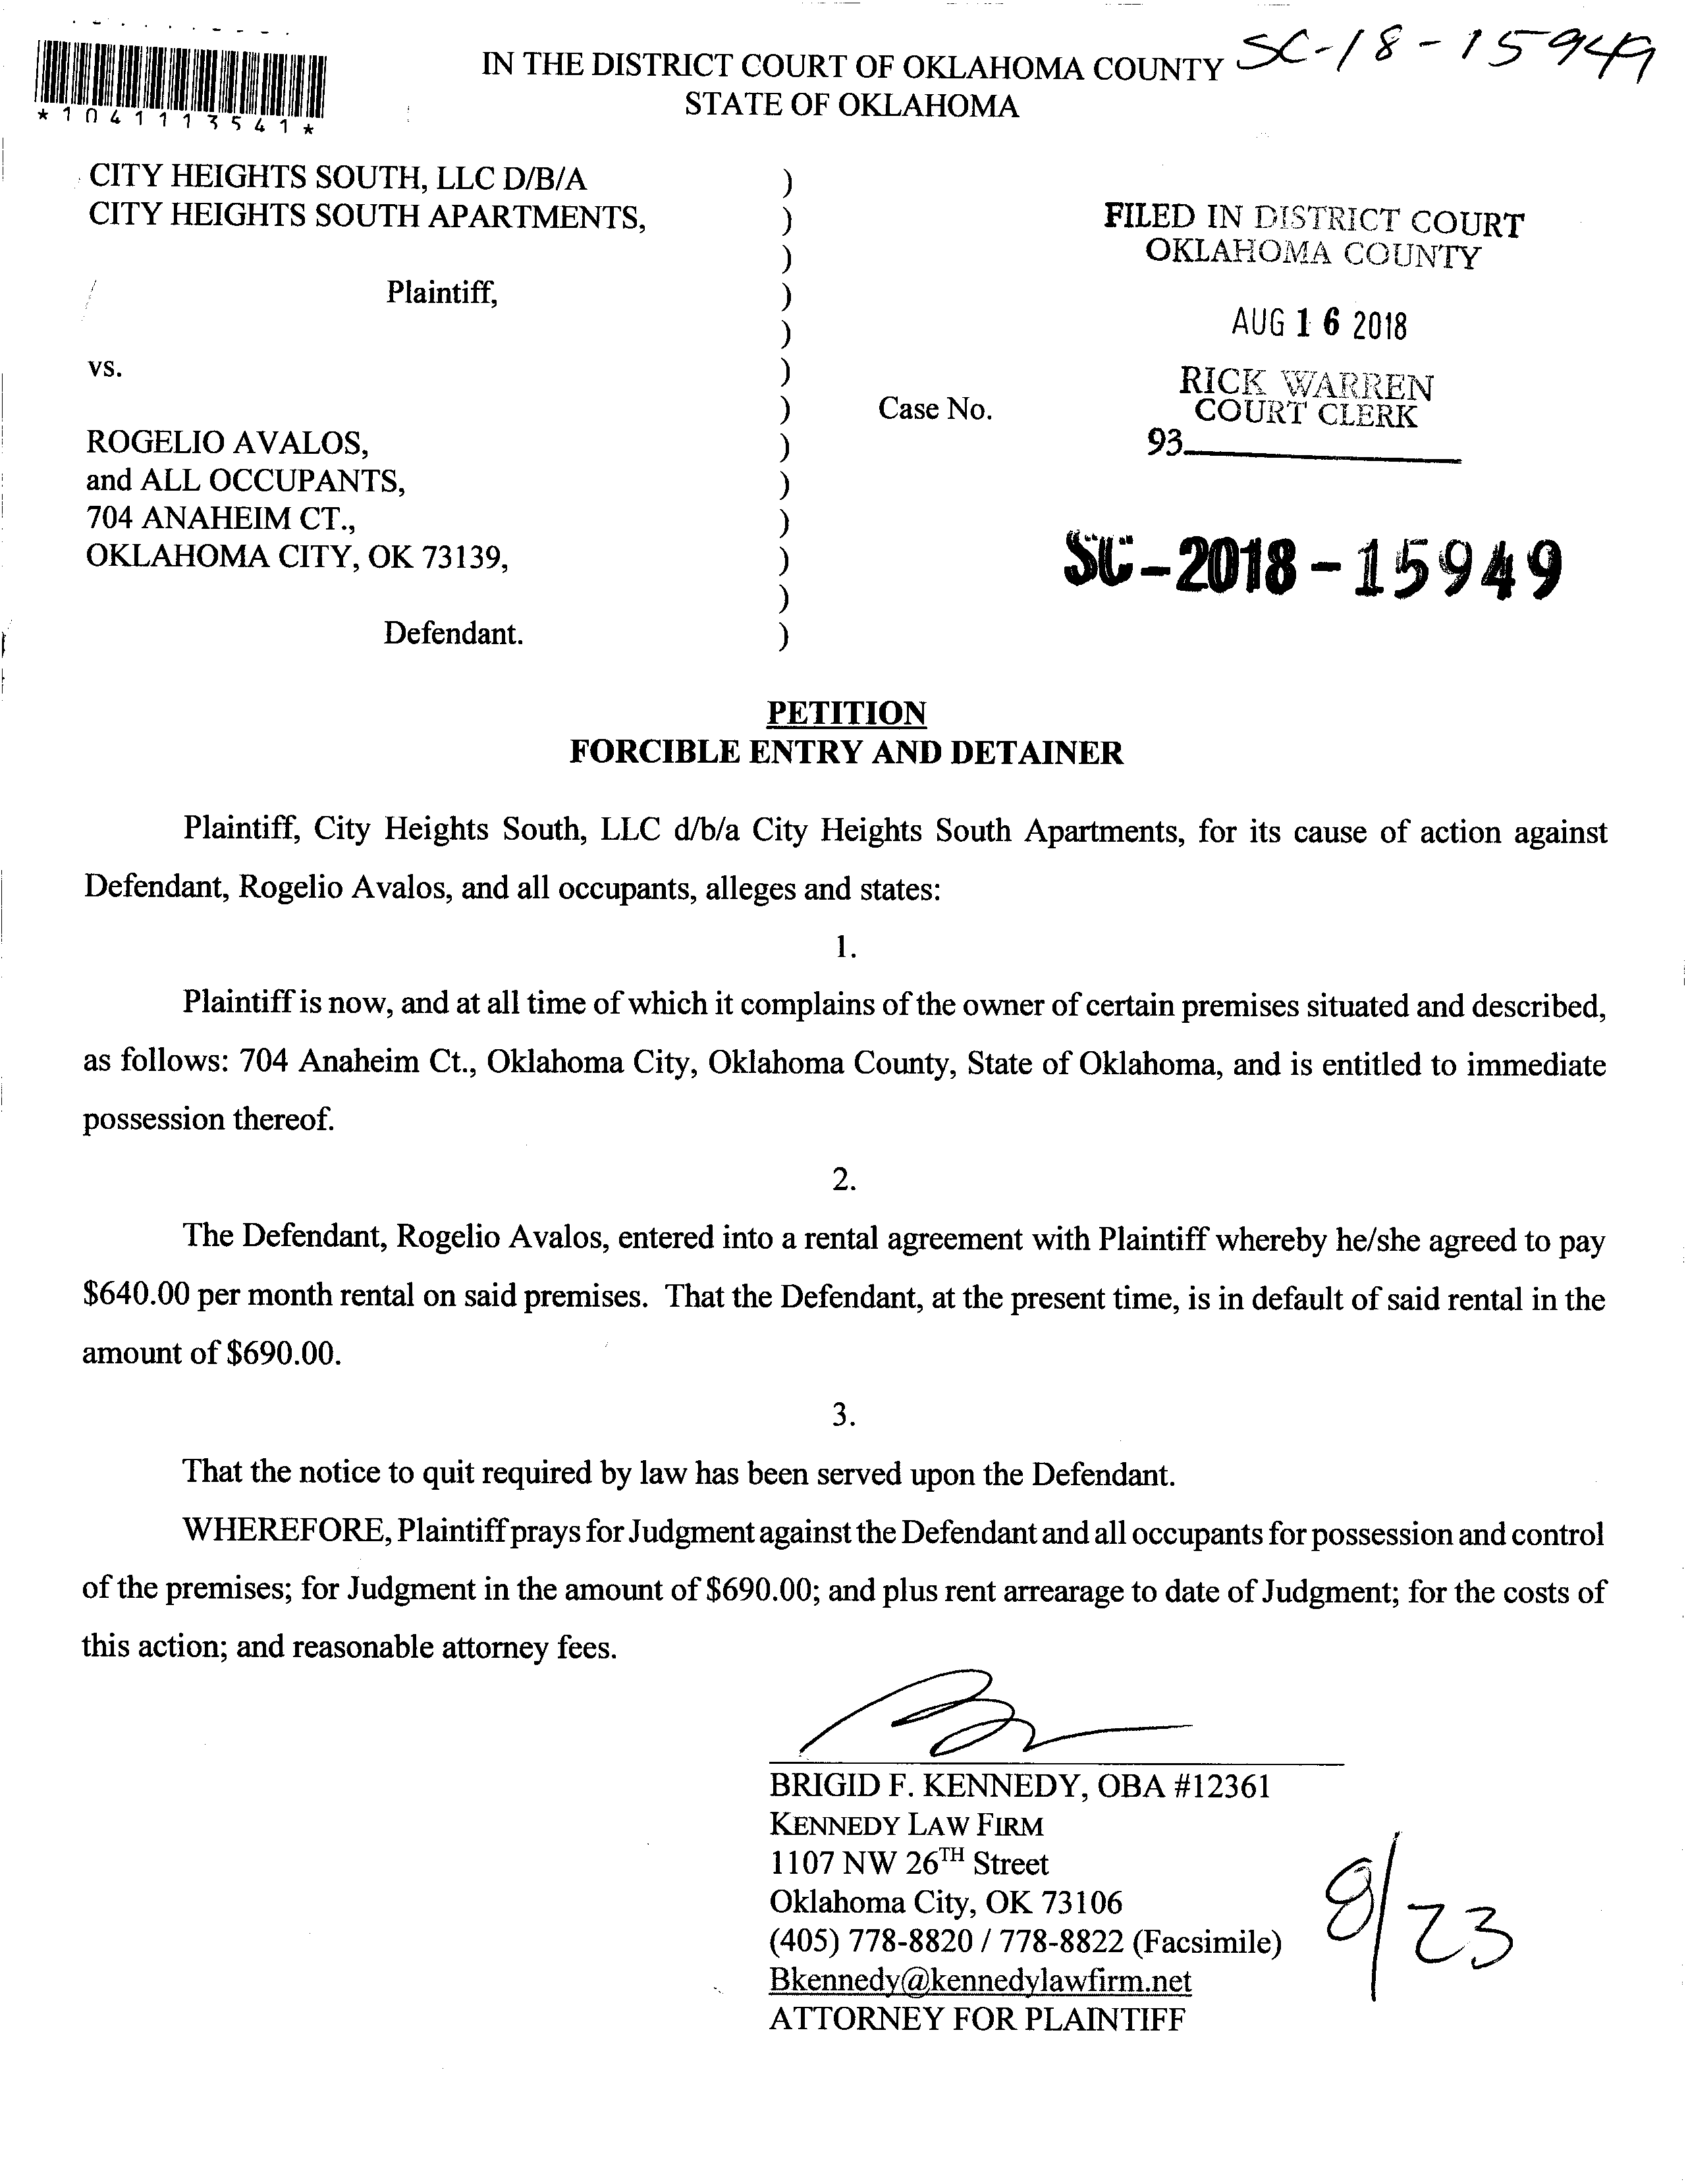 IN THE DISTRICT COURT OF OKLAHOMA COUNTY SC-18-15949
STATE OF OKLAHOMA
*1041113541*
CITY HEIGHTS SOUTH, LLC D/B/A )
CITY HEIGHTS SOUTH APARTMENTS, )
)
Plaintiff, )
)
vs. )
) Case No.
ROGELIO AVALOS, )
and ALL OCCUPANTS, )
704 ANAHEIM CT., )
OKLAHOMA CITY, OK 73139, )
)
Defendant. )
FILED IN DISTRICT COURT
OKLAHOMA COUNTY
AUG 16 2018
RICK WARREN
COURT CLERK
93
SC-2018-15949
PETITION
FORCIBLE ENTRY AND DETAINER
Plaintiff, City Heights South, LLC d/b/a City Heights South Apartments, for its cause of action against
Defendant, Rogelio Avalos, and all occupants, alleges and states:
1.
Plaintiff is now, and at all time of which it complains of the owner of certain premises situated and described,
as follows: 704 Anaheim Ct., Oklahoma City, Oklahoma County, State of Oklahoma, and is entitled to immediate
possession thereof.
2.
The Defendant, Rogelio Avalos, entered into a rental agreement with Plaintiff whereby he/she agreed to pay
$640.00 per month rental on said premises. That the Defendant, at the present time, is in default of said rental in the
amount of $690.00.
3.
That the notice to quit required by law has been served upon the Defendant.
WHEREFORE, Plaintiff prays for Judgment against the Defendant and all occupants for possession and control
of the premises; for Judgment in the amount of $690.00; and plus rent arrearage to date of Judgment; for the costs of
this action; and reasonable attorney fees.
BRIGID F. KENNEDY, OBA #12361
KENNEDY LAW FIRM
1107 NW 26TH Street
Oklahoma City, OK 73106
(405) 778-8820 / 778-8822 (Facsimile)
Bkennedy@kennedylawfirm.net
ATTORNEY FOR PLAINTIFF
8/23